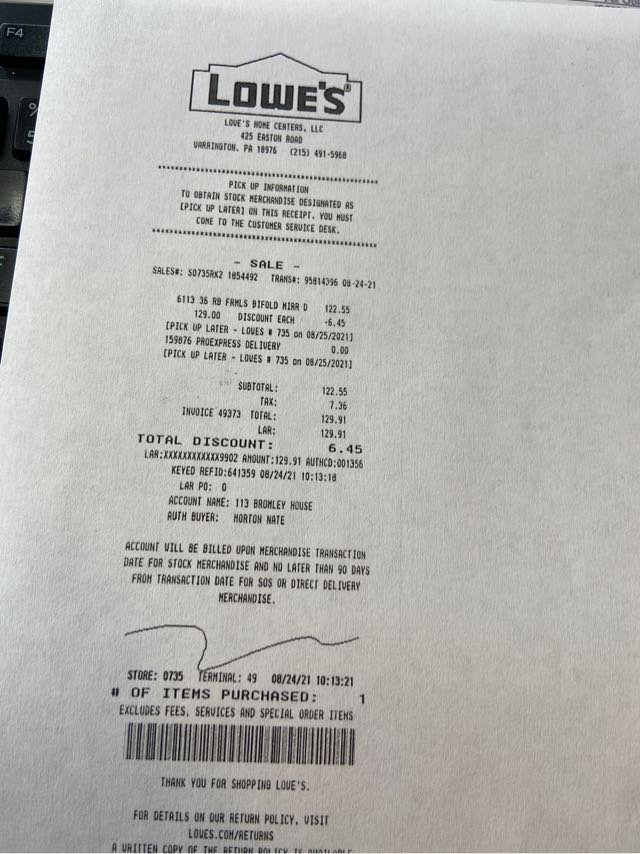 F4
%
5
LOWE'S
LOWE'S HOME CENTERS, LLC
425 EASTON ROAD
WARRINGTON, PA 18976 (215) 491-5968
PICK UP INFORMATION
TO OBTAIN STOCK MERCHANDISE DESIGNATED AS
[PICK UP LATER] ON THIS RECEIPT, YOU MUST
COME TO THE CUSTOMER SERVICE DESK.
- SALE -
SALES#: S0735RK2 1854492 TRANS#: 95814396 08-24-21
6113 36 RB FRMLS BIFOLD MIRR D 122.55
129.00 DISCOUNT EACH -6.45
[PICK UP LATER - LOWES # 735 on 08/25/2021]
159876 PROEXPRESS DELIVERY 0.00
[PICK UP LATER - LOWES # 735 on 08/25/2021]
SUBTOTAL: 122.55
TAX: 7.36
INVOICE 49373 TOTAL: 129.91
LAR: 129.91
TOTAL DISCOUNT: 6.45
LAR:XXXXXXXXXXXX9902 AMOUNT:129.91 AUTHCD:001356
KEYED REFID:641359 08/24/21 10:13:18
LAR PO: 0
ACCOUNT NAME: 113 BROMLEY HOUSE
AUTH BUYER: MORTON NATE
ACCOUNT WILL BE BILLED UPON MERCHANDISE TRANSACTION
DATE FOR STOCK MERCHANDISE AND NO LATER THAN 90 DAYS
FROM TRANSACTION DATE FOR SOS OR DIRECT DELIVERY
MERCHANDISE.
STORE: 0735 TERMINAL: 49 08/24/21 10:13:21
# OF ITEMS PURCHASED: 1
EXCLUDES FEES, SERVICES AND SPECIAL ORDER ITEMS
THANK YOU FOR SHOPPING LOWE'S.
FOR DETAILS ON OUR RETURN POLICY, VISIT
LOWES.COM/RETURNS
A WRITTEN COPY OF THE RETURN POLICY IS AVAILABLE